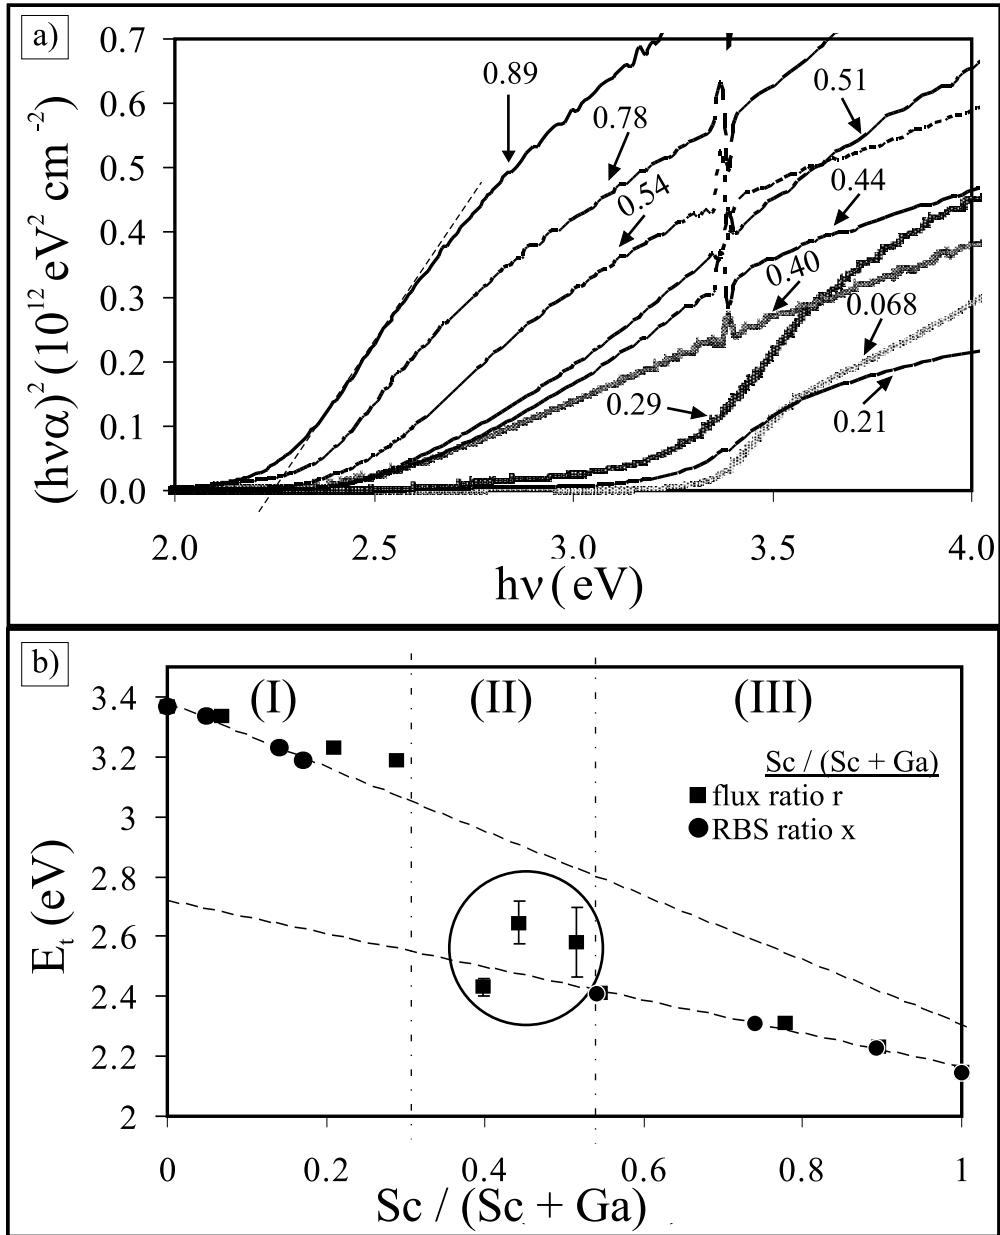 a)
(hνα)² (10¹² eV² cm⁻²)
0.7
0.6
0.5
0.4
0.3
0.2
0.1
0.0
0.89
0.78
0.54
0.51
0.44
0.40
0.068
0.29
0.21
2.0 2.5 3.0 3.5 4.0
hν ( eV)
b)
Eₜ (eV)
3.4
3.2
3
2.8
2.6
2.4
2.2
2
(I) (II) (III)
Sc / (Sc + Ga)
flux ratio r
RBS ratio x
0 0.2 0.4 0.6 0.8 1
Sc / (Sc + Ga)